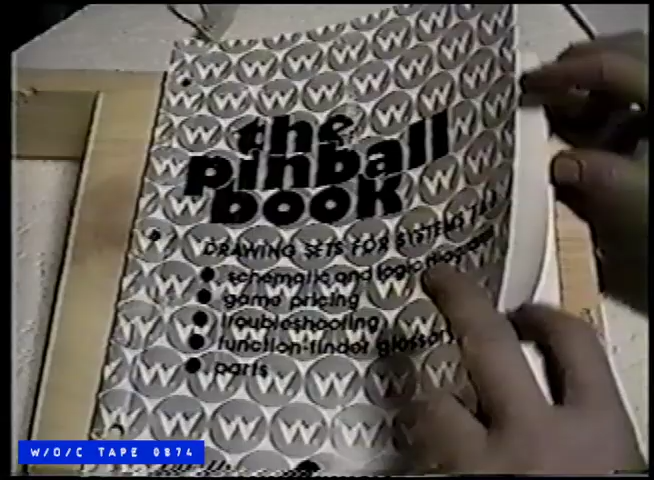 the
pinball
book
DRAWING SETS FOR SYSTEMS
• schematic and logic diagrams
• game pricing
• troubleshooting
• function-finder glossary
• parts
W/O/C TAPE 0874